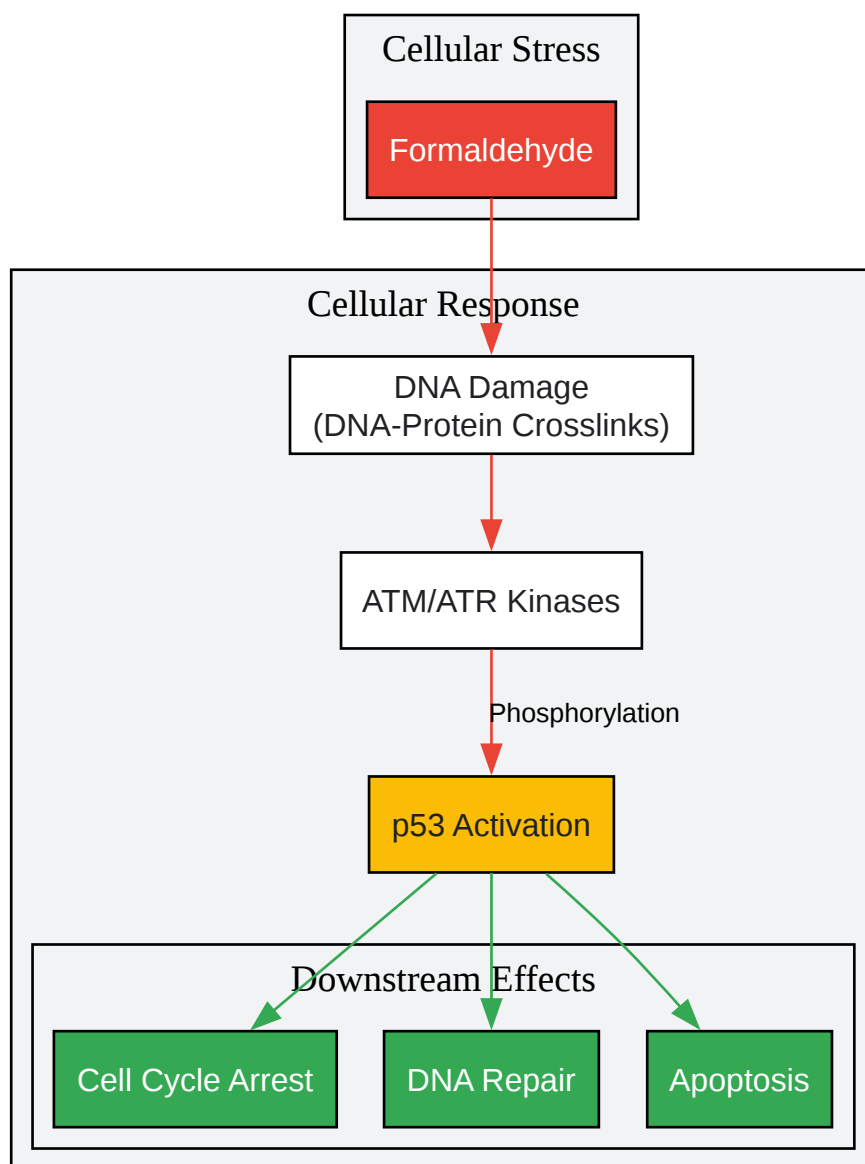 Cellular Stress
Formaldehyde
Cellular Response
DNA Damage
(DNA-Protein Crosslinks)
ATM/ATR Kinases
Phosphorylation
p53 Activation
Downstream Effects
Cell Cycle Arrest
DNA Repair
Apoptosis